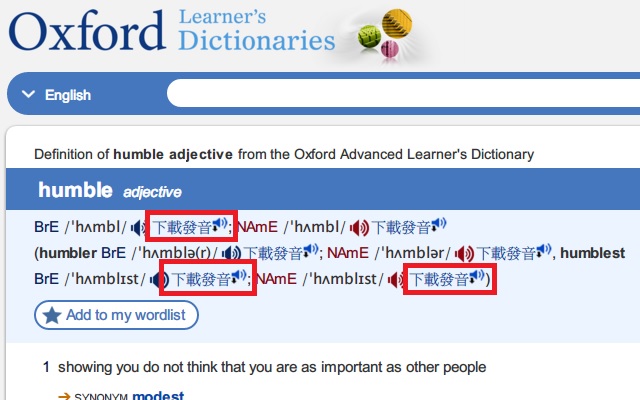 Oxford Learner's Dictionaries
English
Definition of humble adjective from the Oxford Advanced Learner's Dictionary
humble adjective
BrE /ˈhʌmbl/ 下載發音; NAmE /ˈhʌmbl/ 下載發音
(humbler BrE /ˈhʌmblə(r)/ 下載發音; NAmE /ˈhʌmblər/ 下載發音, humblest
BrE /ˈhʌmblɪst/ 下載發音; NAmE /ˈhʌmblɪst/ 下載發音)
Add to my wordlist
1 showing you do not think that you are as important as other people
→ SYNONYM modest